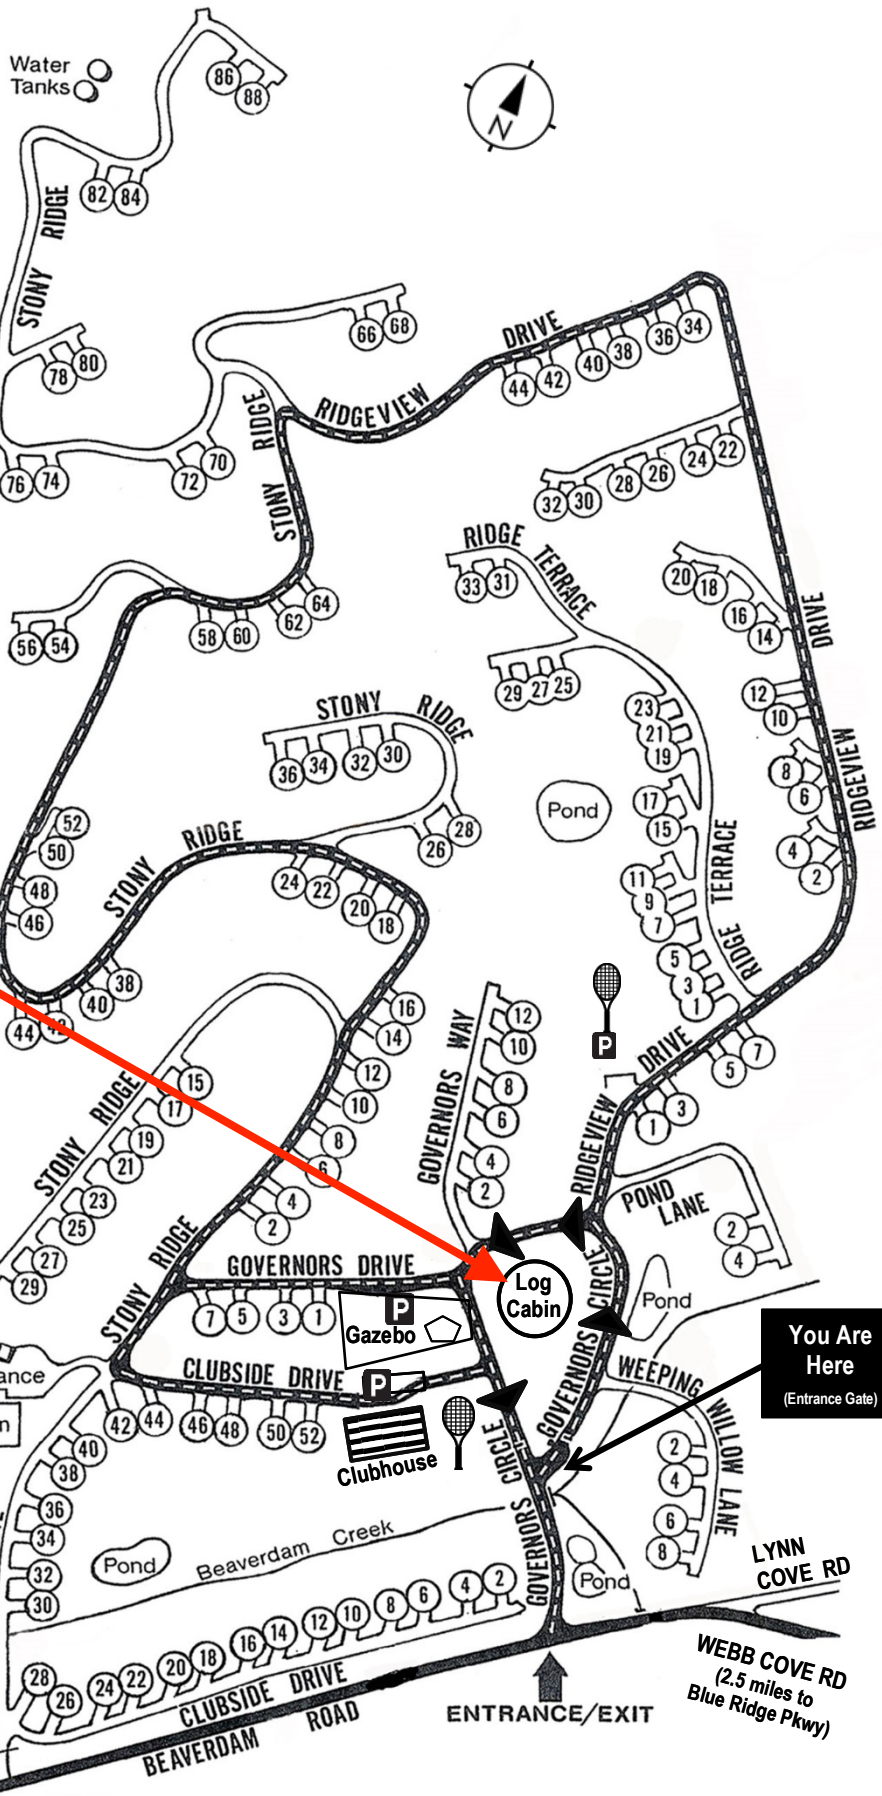 Water
Tanks
86
88
N
82
84
STONY RIDGE
78
80
66
68
RIDGEVIEW DRIVE
44
42
40
38
36
34
76
74
72
70
STONY RIDGE
32
30
28
26
24
22
RIDGE TERRACE
33
31
20
18
16
14
56
54
58
60
62
64
29
27
25
12
10
DRIVE
RIDGEVIEW
STONY RIDGE
36
34
32
30
28
26
23
21
19
8
6
Pond
17
15
4
2
52
50
48
46
44
42
STONY RIDGE
24
22
20
18
11
9
7
5
3
1
RIDGE TERRACE
40
38
16
14
12
10
8
6
4
2
GOVERNORS WAY
12
10
8
6
4
2
P
RIDGEVIEW DRIVE
7
5
3
1
STONY RIDGE
15
17
19
21
23
25
27
29
POND
LANE
2
4
STONY RIDGE
GOVERNORS DRIVE
7
5
3
1
P
Gazebo
Log
Cabin
GOVERNORS CIRCLE
Pond
You Are
Here
(Entrance Gate)
ance
n
CLUBSIDE DRIVE
P
42
44
46
48
50
52
Clubhouse
GOVERNORS CIRCLE
WEEPING WILLOW LANE
2
4
6
8
40
38
36
34
32
30
28
26
Pond
Beaverdam Creek
Pond
LYNN
COVE RD
24
22
20
18
16
14
12
10
8
6
4
2
CLUBSIDE DRIVE
BEAVERDAM ROAD
ENTRANCE/EXIT
WEBB COVE RD
(2.5 miles to
Blue Ridge Pkwy)